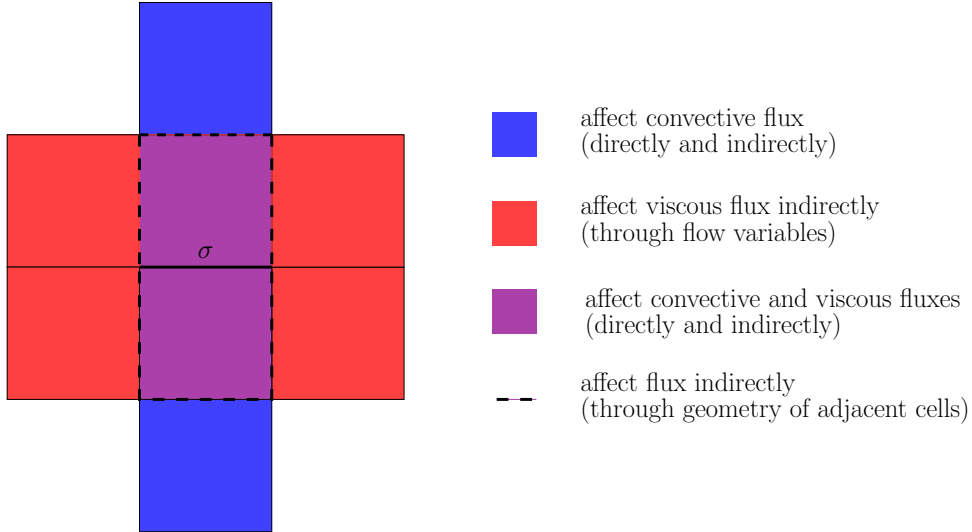 σ
affect convective flux
(directly and indirectly)
affect viscous flux indirectly
(through flow variables)
affect convective and viscous fluxes
(directly and indirectly)
affect flux indirectly
(through geometry of adjacent cells)